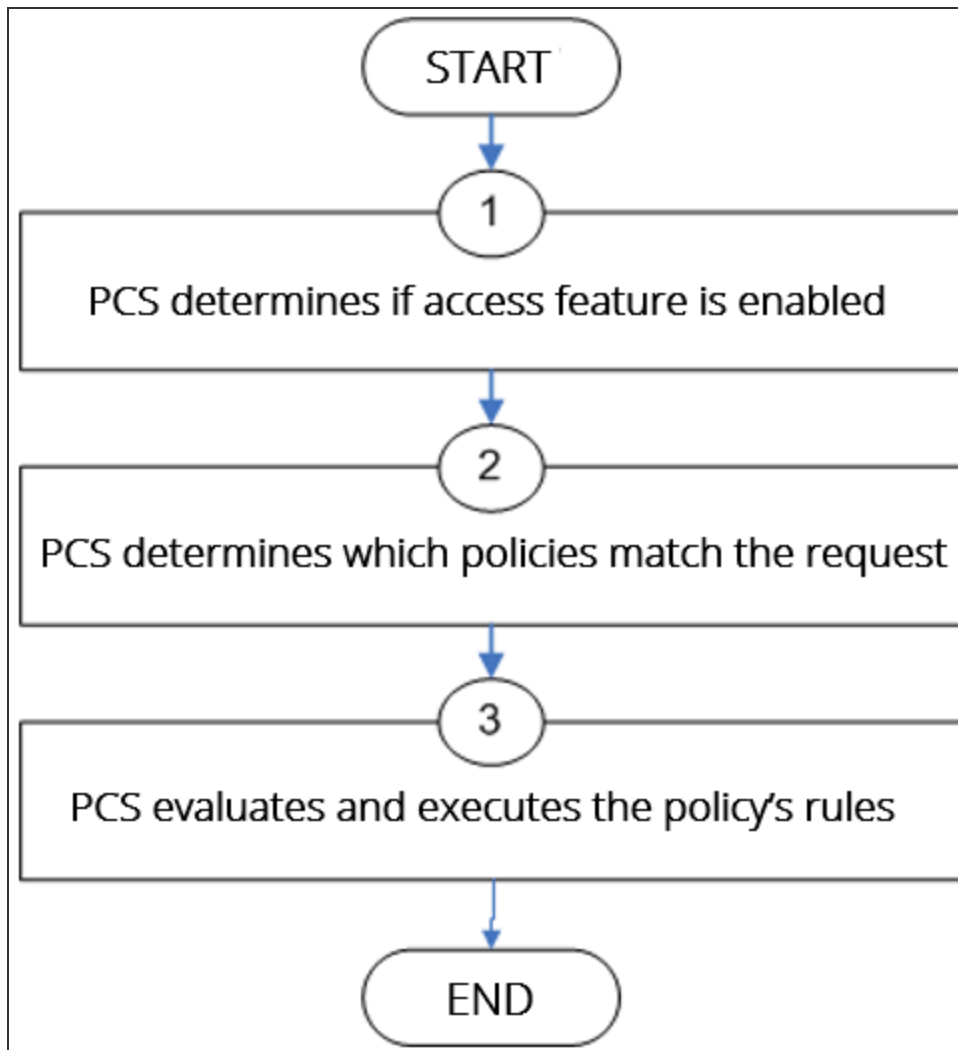 START
1
PCS determines if access feature is enabled
2
PCS determines which policies match the request
3
PCS evaluates and executes the policy’s rules
END